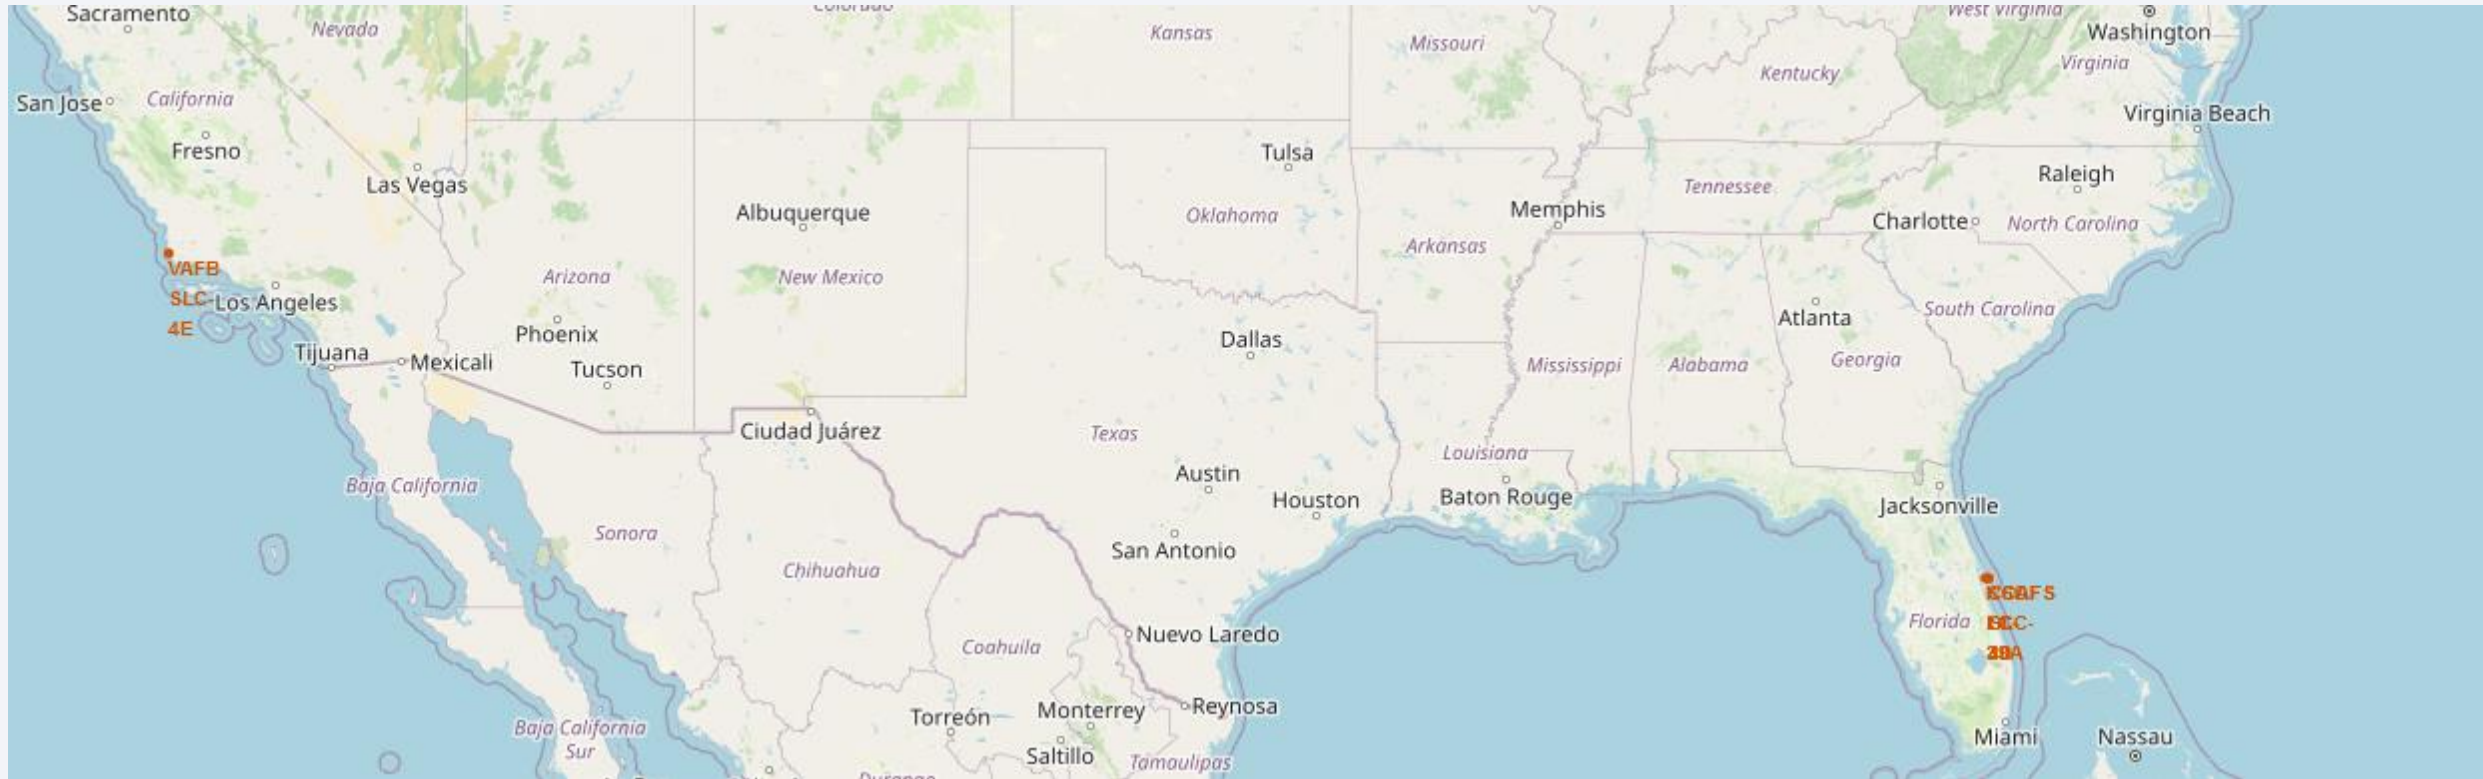 Sacramento
Nevada
Colorado
Kansas
Missouri
West Virginia
Washington
Virginia
Kentucky
San Jose
California
Virginia Beach
Fresno
Tulsa
Las Vegas
Tennessee
Raleigh
Albuquerque
Oklahoma
Memphis
Charlotte
North Carolina
Arkansas
VAFB
SLC-
4E
Los Angeles
Arizona
New Mexico
South Carolina
Atlanta
Phoenix
Dallas
Tijuana
Mexicali
Tucson
Mississippi
Alabama
Georgia
Ciudad Juárez
Texas
Louisiana
Austin
Baja California
Houston
Baton Rouge
Jacksonville
Sonora
San Antonio
Chihuahua
Florida
Nuevo Laredo
Coahuila
Torreón
Monterrey
Reynosa
Baja California
Sur
Saltillo
Tamaulipas
Miami
Nassau
Durango